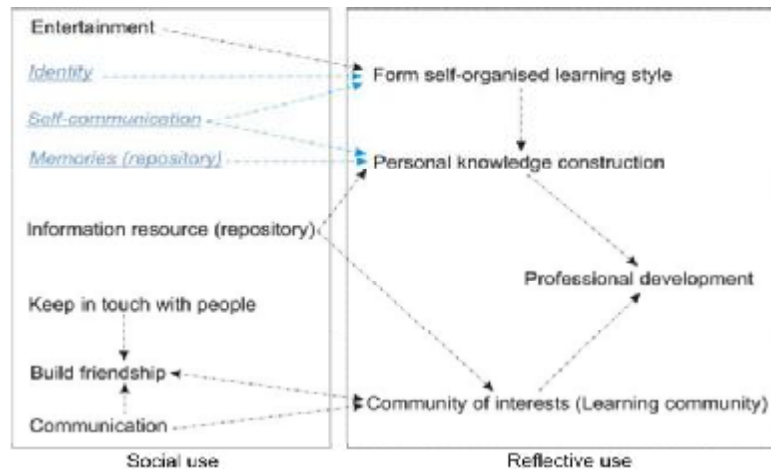 Entertainment
Identify
Self-communication
Memories (repository)
Information resource (repository)
Keep in touch with people
Build friendship
Communication
Social use
Form self-organised learning style
Personal knowledge construction
Professional development
Community of interests (Learning community)
Reflective use